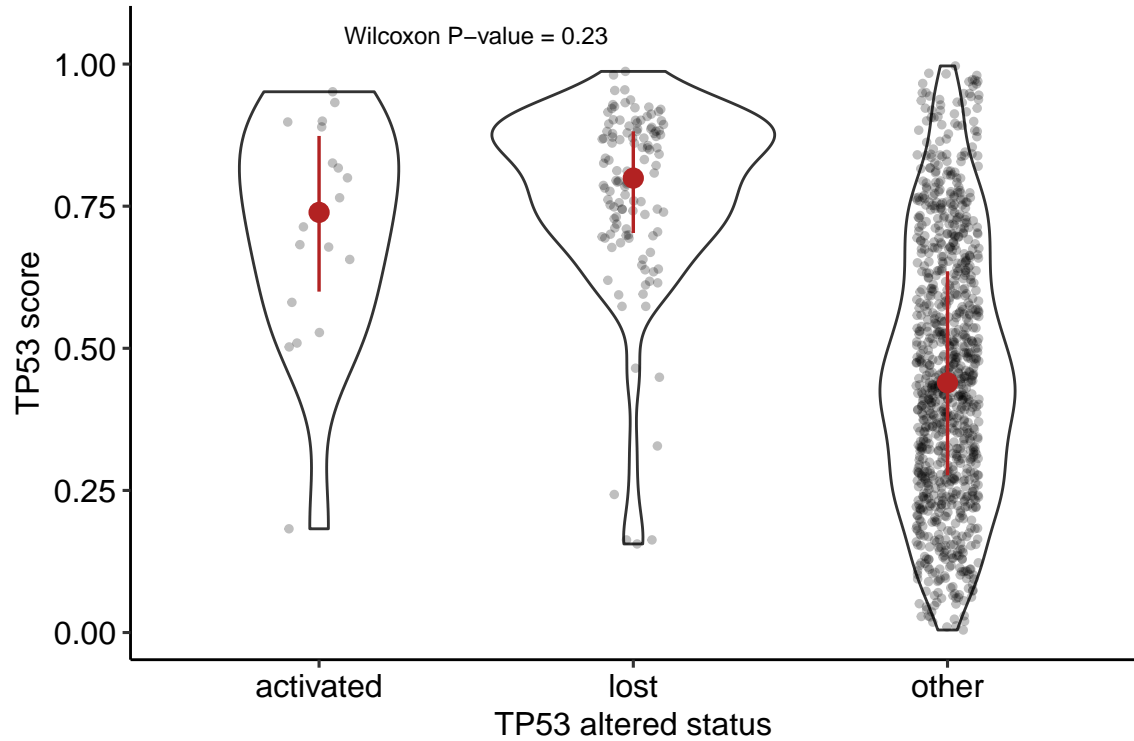 Wilcoxon P−value = 0.23
1.00
0.75
0.50
0.25
0.00
TP53 score
activated lost other
TP53 altered status